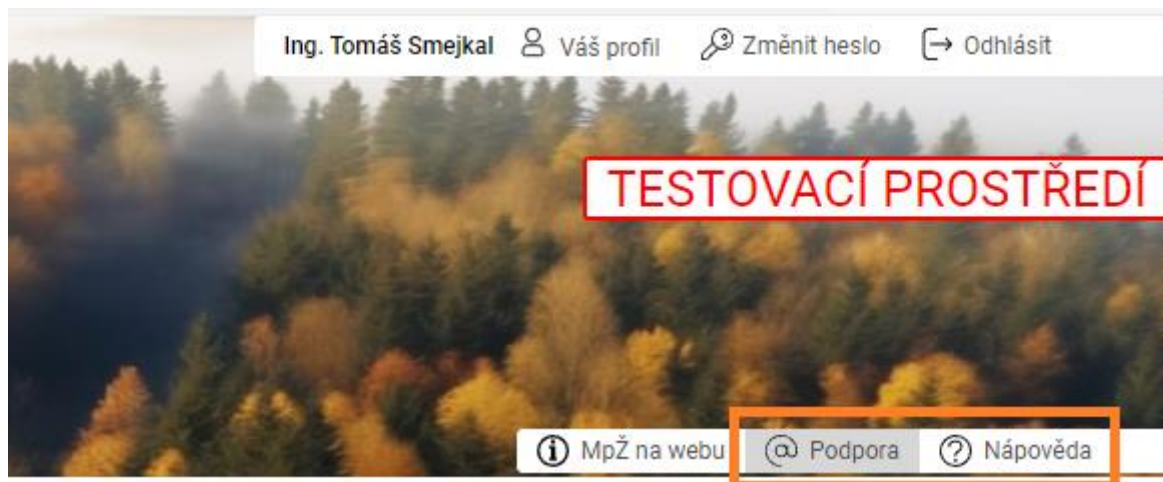 Ing. Tomáš Smejkal Váš profil Změnit heslo Odhlásit
TESTOVACÍ PROSTŘEDÍ
MpŽ na webu Podpora Nápověda